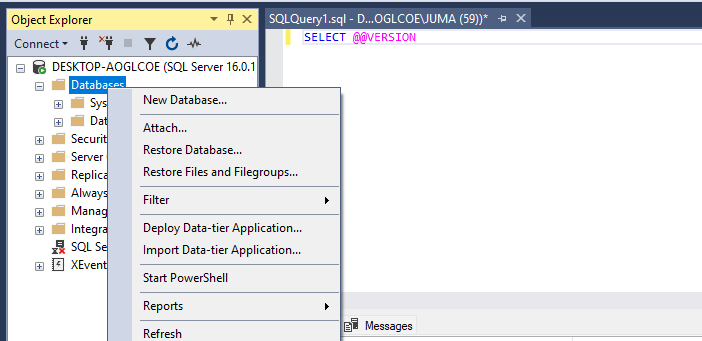 Object Explorer
Connect
DESKTOP-AOGLCOE (SQL Server 16.0.1
Databases
Sys
Dat
Securit
Server
Replica
Always
Manag
Integra
SQL Se
XEvent
New Database...
Attach...
Restore Database...
Restore Files and Filegroups...
Filter
Deploy Data-tier Application...
Import Data-tier Application...
Start PowerShell
Reports
Refresh
SQLQuery1.sql - D...OGLCOE\JUMA (59))*
SELECT @@VERSION
Messages